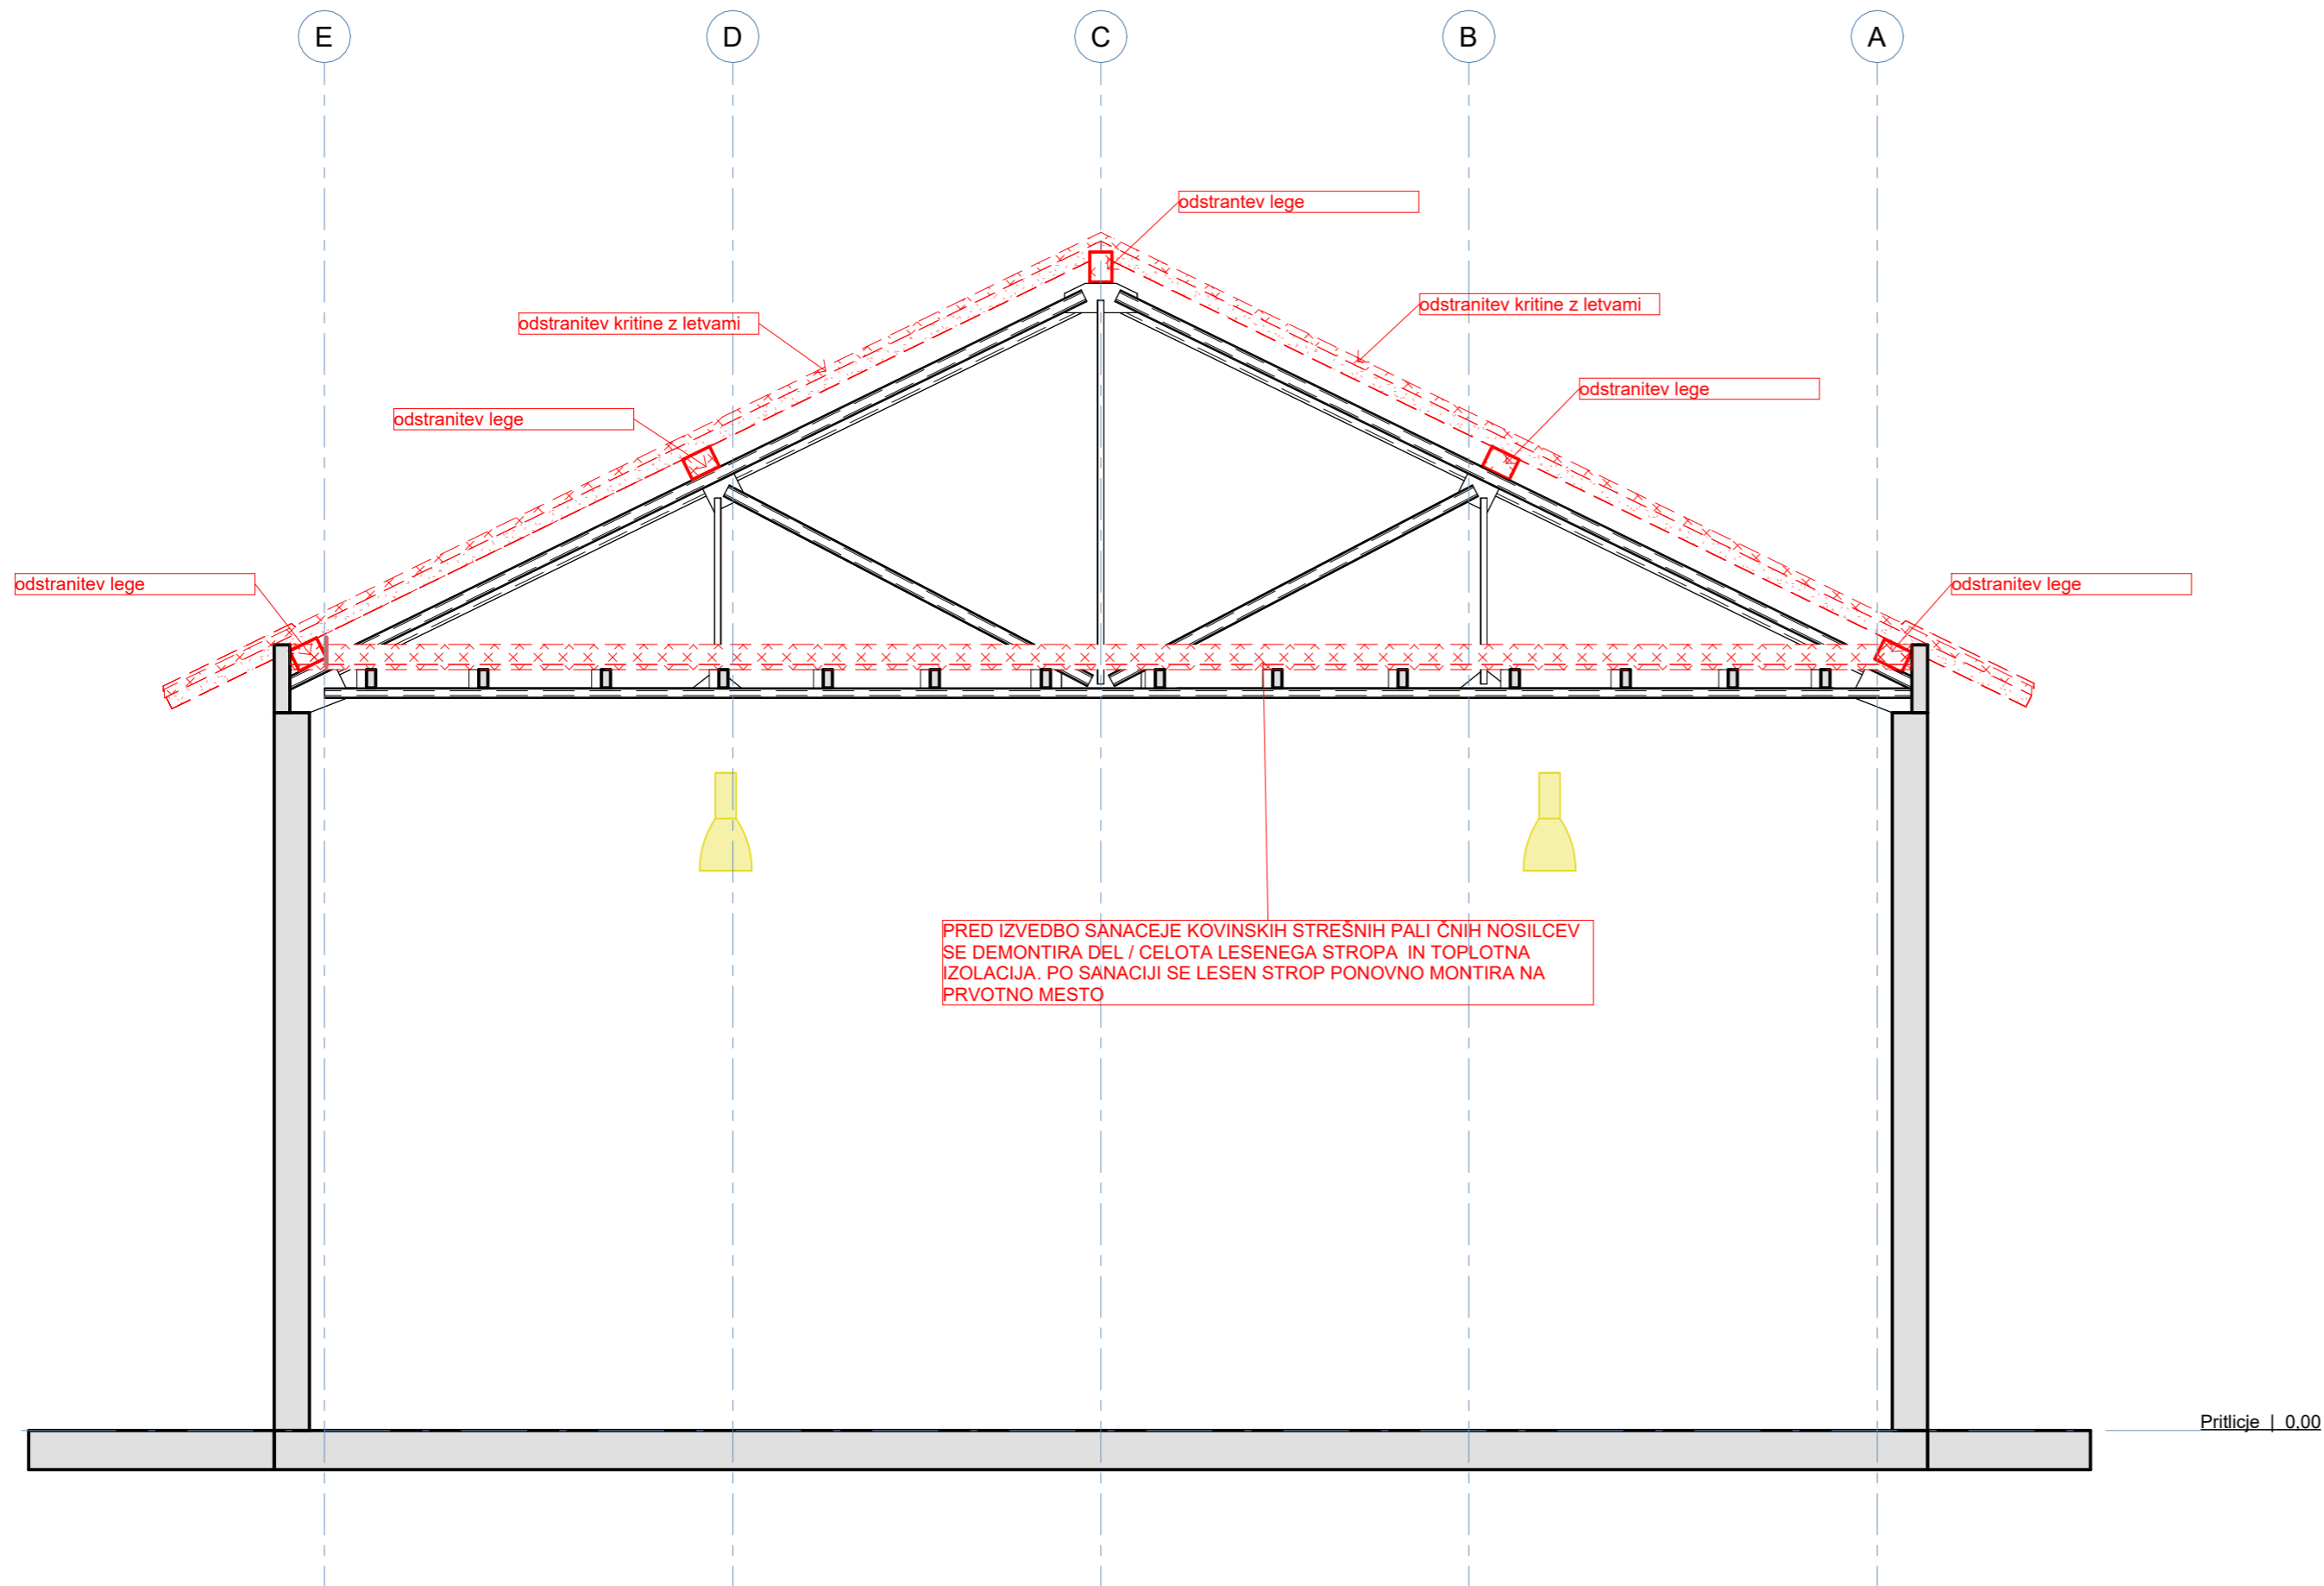 E
D
C
B
A
odstrantev lege
odstranitev kritine z letvami
odstranitev kritine z letvami
odstranitev lege
odstranitev lege
odstranitev lege
odstranitev lege
PRED IZVEDBO SANACEJE KOVINSKIH STREŠNIH PALI ČNIH NOSILCEV
SE DEMONTIRA DEL / CELOTA LESENEGA STROPA IN TOPLOTNA
IZOLACIJA. PO SANACIJI SE LESEN STROP PONOVNO MONTIRA NA
PRVOTNO MESTO
Pritlicje | 0,00